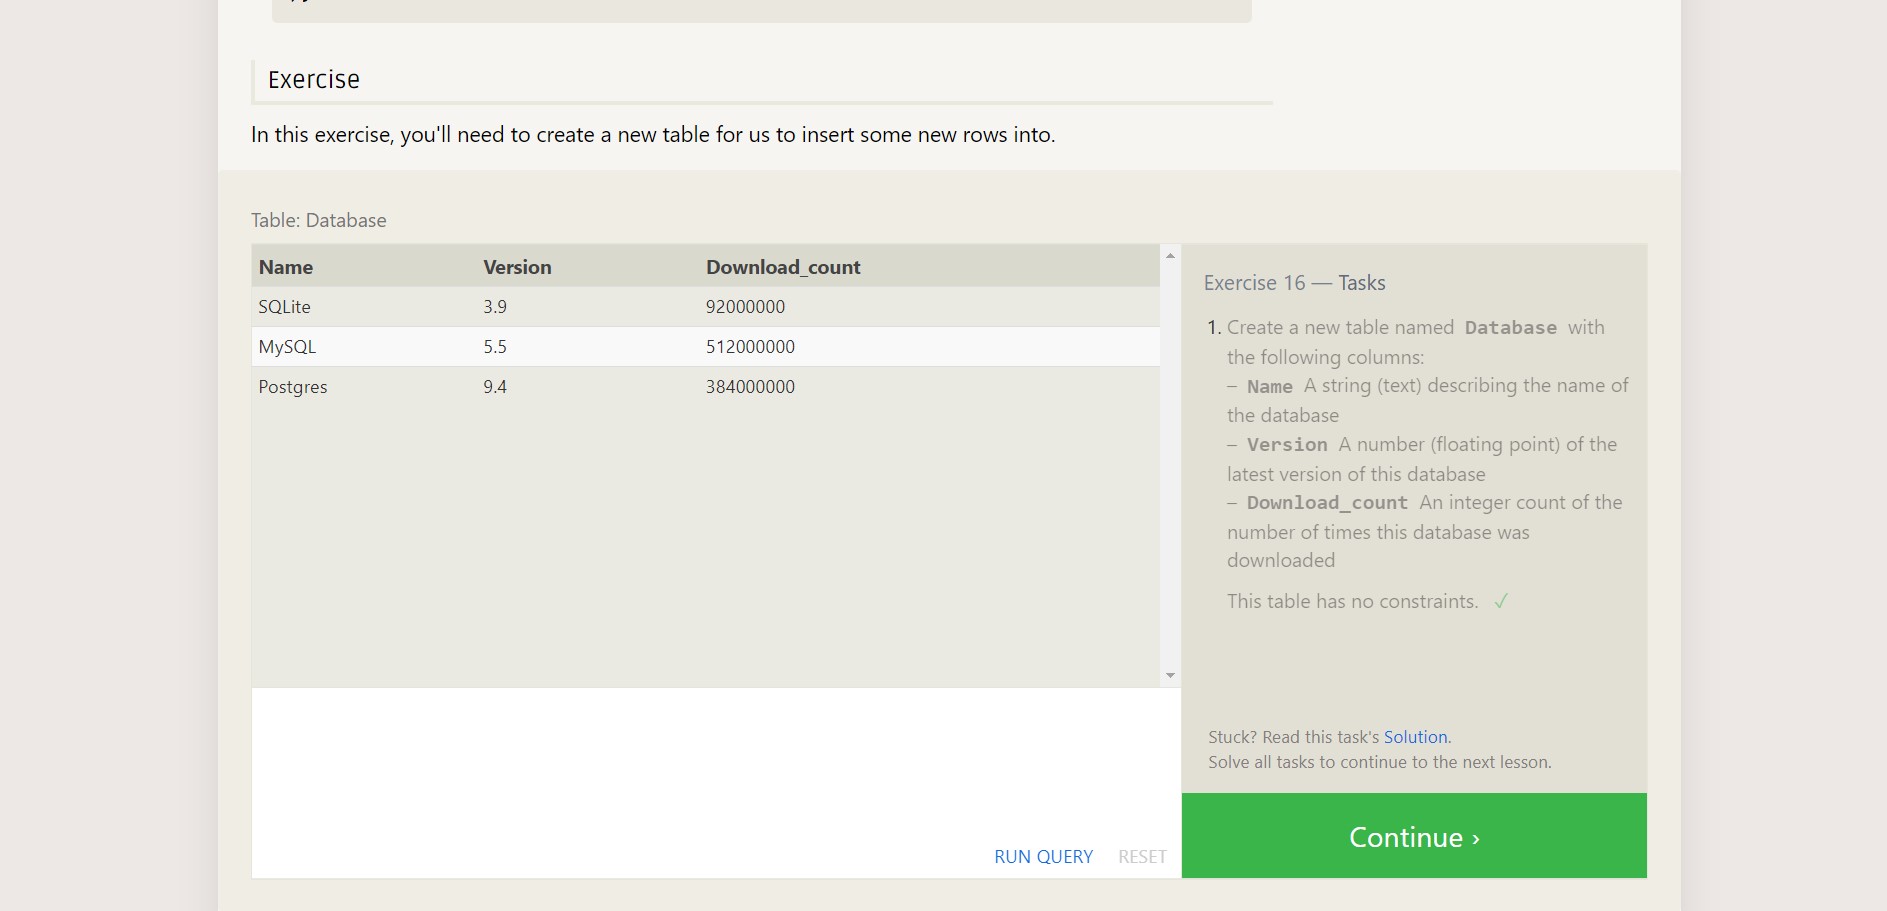 Exercise
In this exercise, you'll need to create a new table for us to insert some new rows into.
Table: Database
Name Version Download_count
SQLite 3.9 92000000
MySQL 5.5 512000000
Postgres 9.4 384000000
RUN QUERY RESET
Exercise 16 — Tasks
1. Create a new table named Database with
the following columns:
– Name A string (text) describing the name of
the database
– Version A number (floating point) of the
latest version of this database
– Download_count An integer count of the
number of times this database was
downloaded
This table has no constraints. ✓
Stuck? Read this task's Solution.
Solve all tasks to continue to the next lesson.
Continue ›